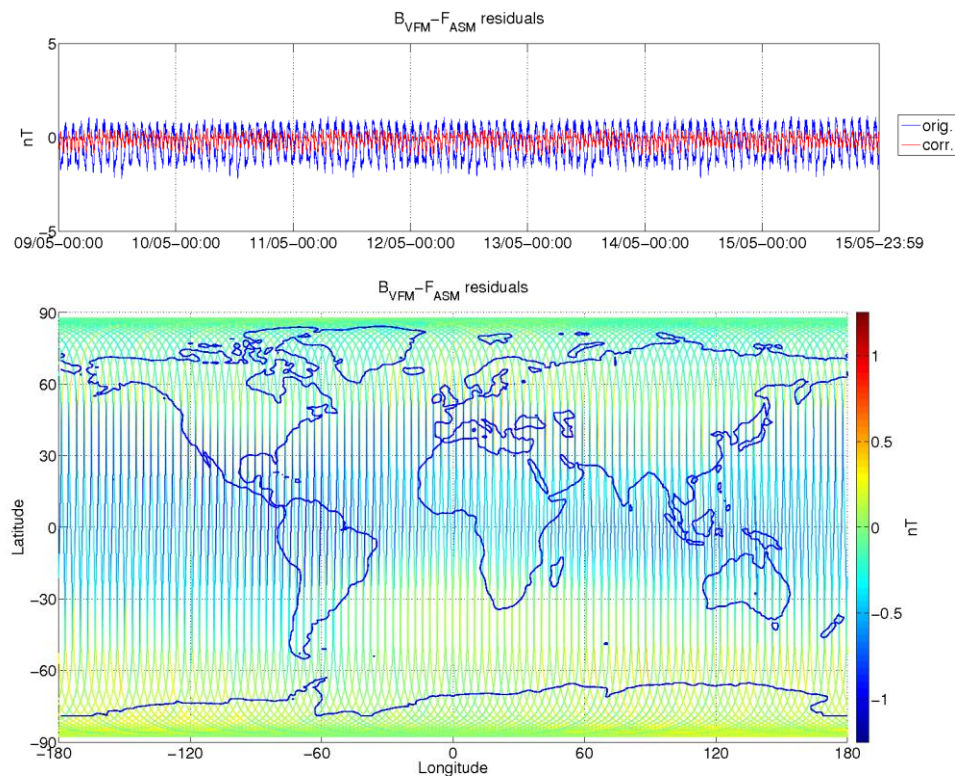 B_VFM−F_ASM residuals
5
0
−5
nT
09/05−00:00 10/05−00:00 11/05−00:00 12/05−00:00 13/05−00:00 14/05−00:00 15/05−00:00 15/05−23:59
orig.
corr.
B_VFM−F_ASM residuals
90
60
30
0
−30
−60
−90
Latitude
−180 −120 −60 0 60 120 180
Longitude
1
0.5
0
−0.5
−1
nT